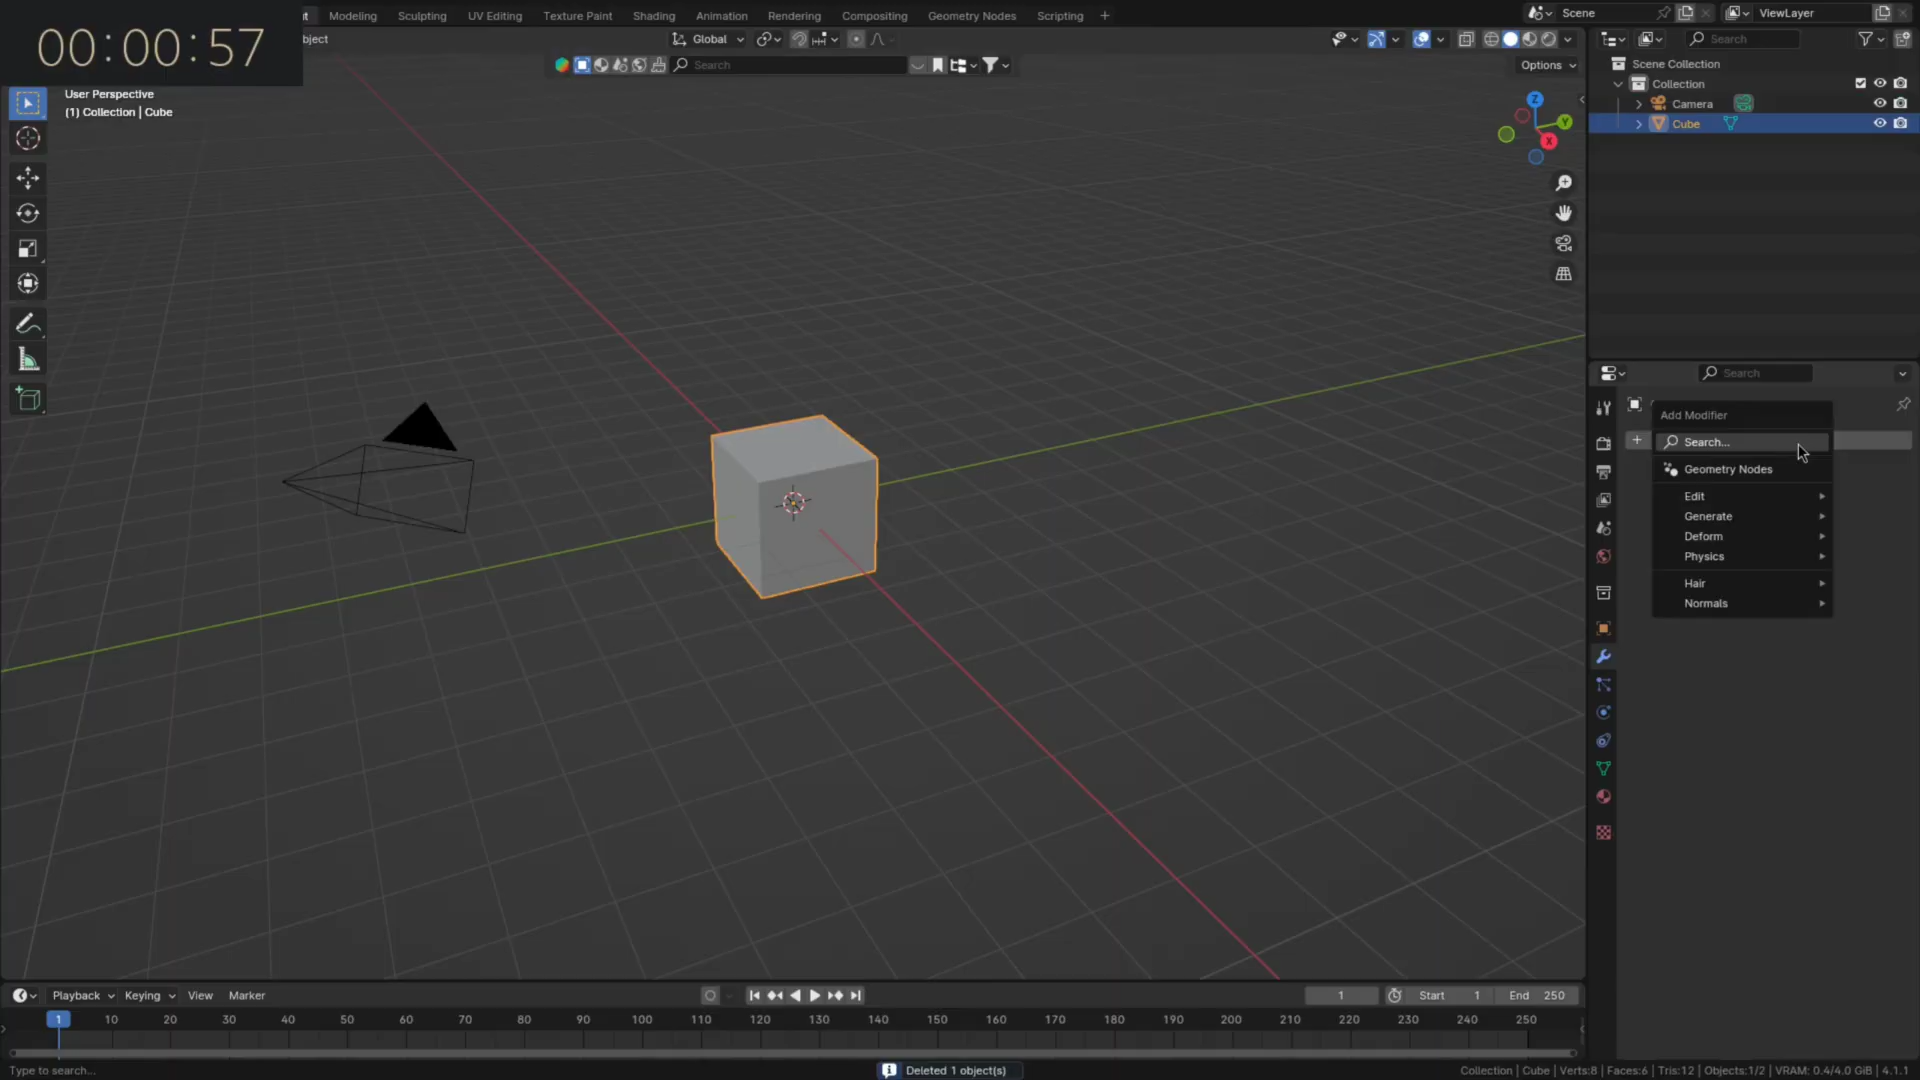 00:00:57
Modeling
Sculpting
UV Editing
Texture Paint
Shading
Animation
Rendering
Compositing
Geometry Nodes
Scripting
+
Scene
ViewLayer
Global
Search
Search
Options
User Perspective
(1) Collection | Cube
Z
Y
X
Scene Collection
Collection
Camera
Cube
Search
Add Modifier
+
Search...
Geometry Nodes
Edit
Generate
Deform
Physics
Hair
Normals
Playback
Keying
View
Marker
1
Start 1
End 250
1 10 20 30 40 50 60 70 80 90 100 110 120 130 140 150 160 170 180 190 200 210 220 230 240 250
Type to search...
Deleted 1 object(s)
Collection | Cube | Verts:8 | Faces:6 | Tris:12 | Objects:1/2 | VRAM: 0.4/4.0 GiB | 4.1.1